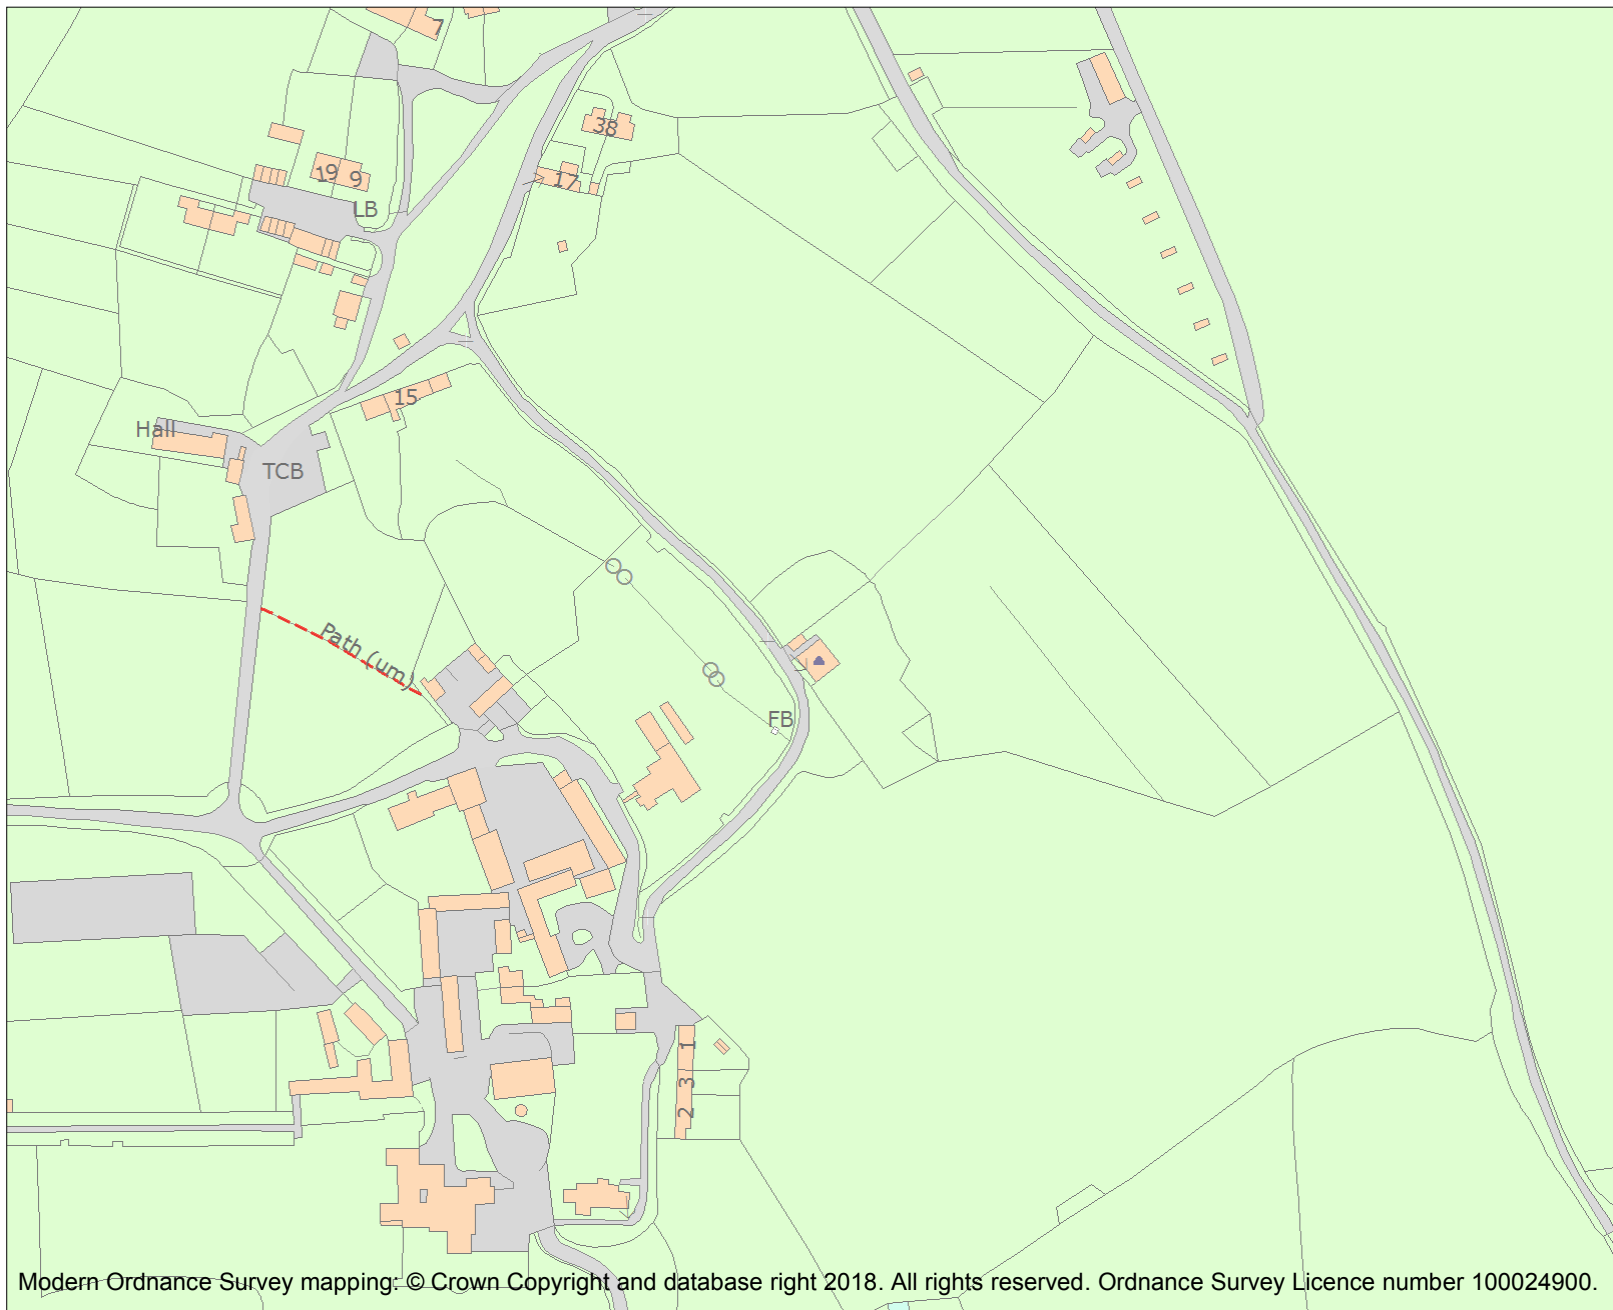 7
38
19
9
17
LB
15
Hall
TCB
Path (um)
FB
1
3
2
Modern Ordnance Survey mapping: © Crown Copyright and database right 2018. All rights reserved. Ordnance Survey Licence number 100024900.